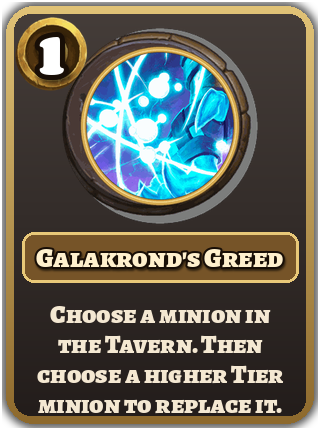 1
Galakrond's Greed
Choose a minion in
the Tavern. Then
choose a higher Tier
minion to replace it.